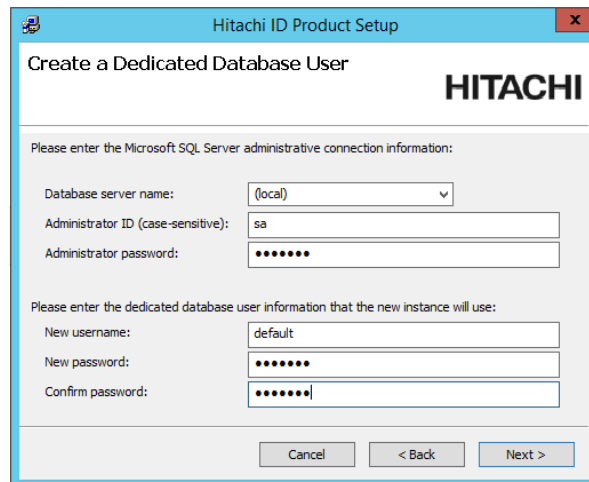 Hitachi ID Product Setup
x
Create a Dedicated Database User
HITACHI
Please enter the Microsoft SQL Server administrative connection information:
Database server name:
(local)
Administrator ID (case-sensitive):
sa
Administrator password:
•••••••
Please enter the dedicated database user information that the new instance will use:
New username:
default
New password:
•••••••
Confirm password:
•••••••
Cancel
< Back
Next >